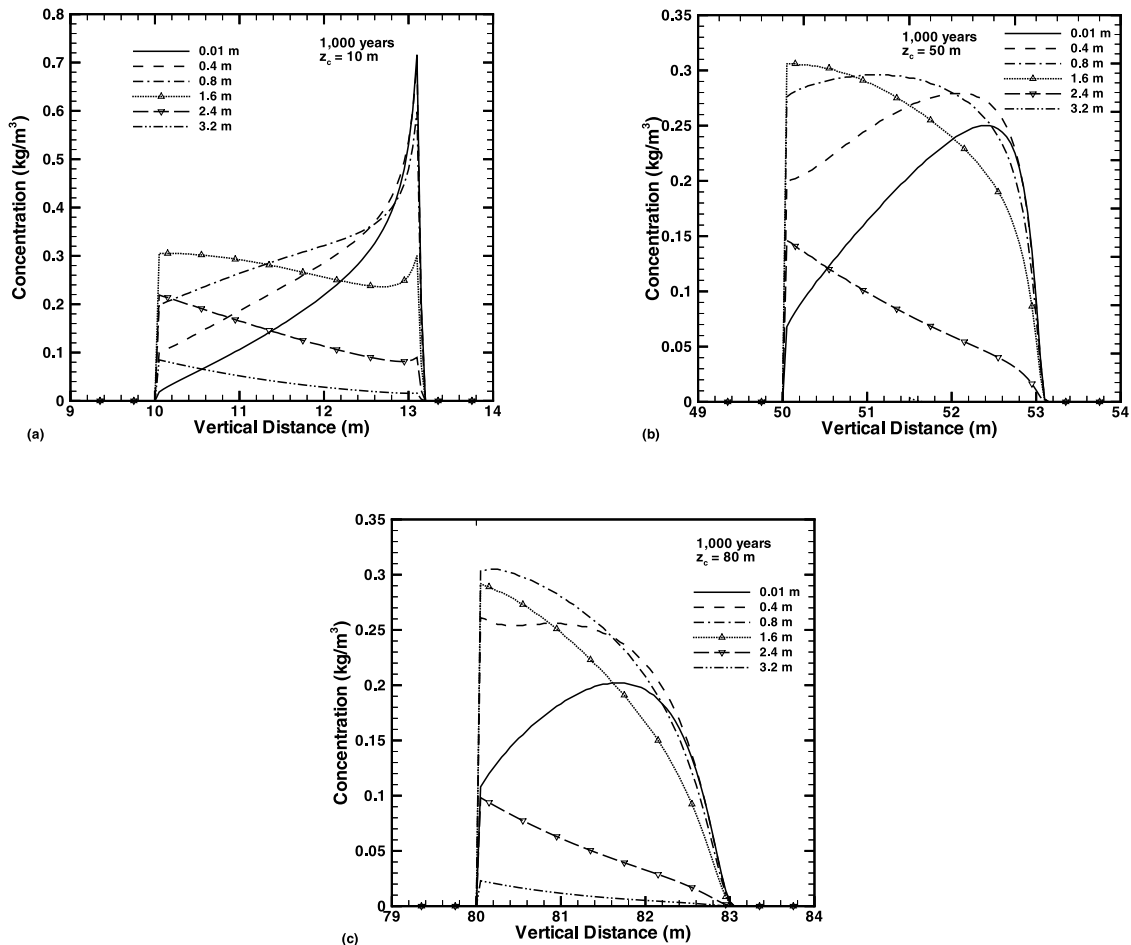 0.8
0.7
0.6
0.5
0.4
0.3
0.2
0.1
0
Concentration (kg/m³)
0.01 m
0.4 m
0.8 m
1.6 m
2.4 m
3.2 m
1,000 years
z_c = 10 m
9 10 11 12 13 14
Vertical Distance (m)
(a)
0.35
0.3
0.25
0.2
0.15
0.1
0.05
0
Concentration (kg/m³)
1,000 years
z_c = 50 m
0.01 m
0.4 m
0.8 m
1.6 m
2.4 m
3.2 m
49 50 51 52 53 54
Vertical Distance (m)
(b)
0.35
0.3
0.25
0.2
0.15
0.1
0.05
0
Concentration (kg/m³)
1,000 years
z_c = 80 m
0.01 m
0.4 m
0.8 m
1.6 m
2.4 m
3.2 m
79 80 81 82 83 84
Vertical Distance (m)
(c)